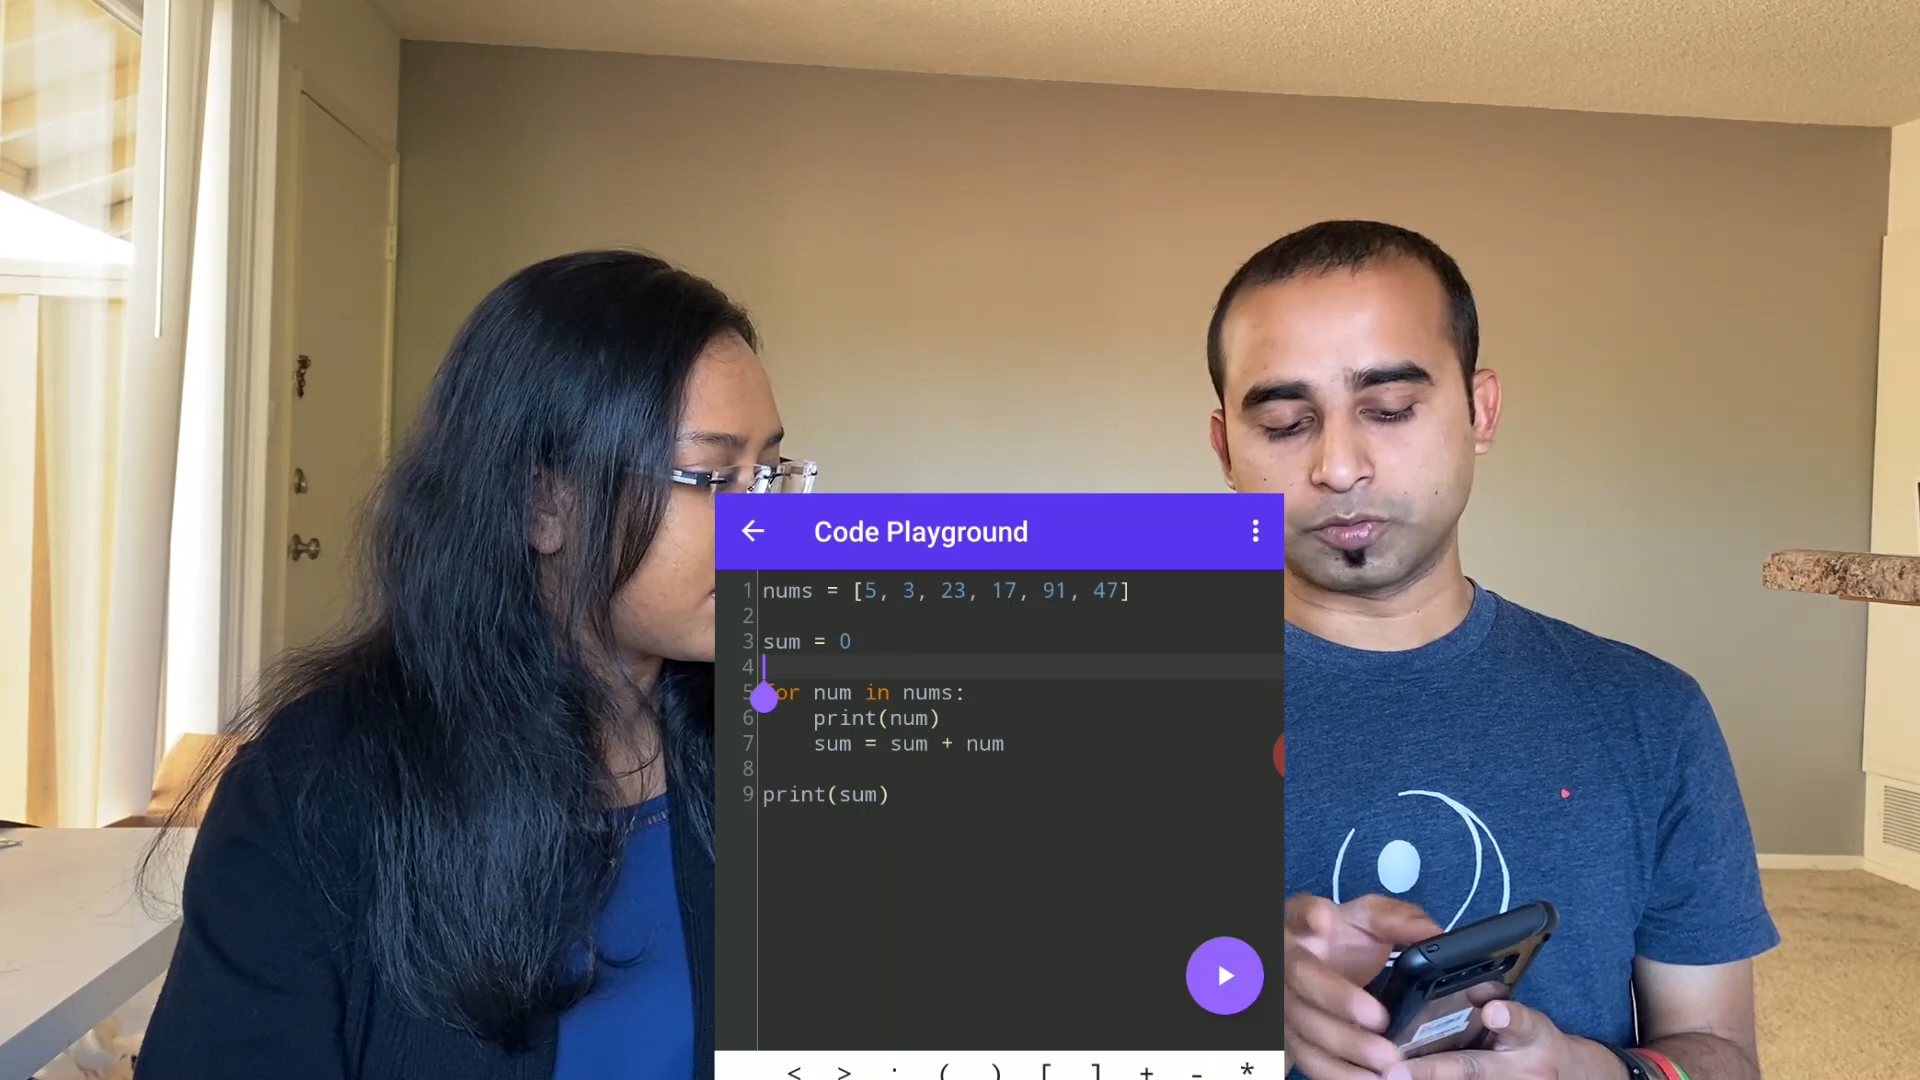 Code Playground
1 nums = [5, 3, 23, 17, 91, 47]
2
3 sum = 0
4
5 for num in nums:
6     print(num)
7     sum = sum + num
8
9 print(sum)
< > : ( ) [ ] + - *